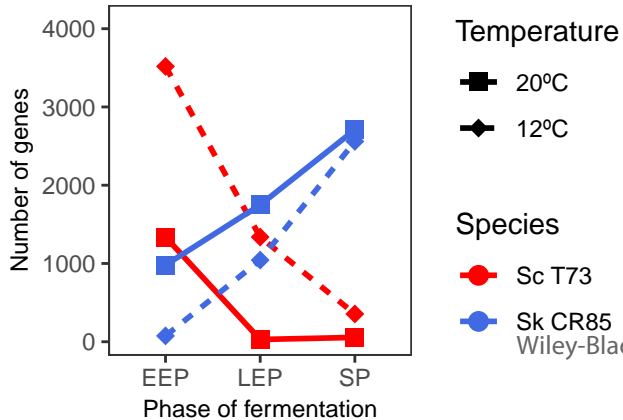 4000
3000
2000
1000
0
Number of genes
EEP LEP SP
Phase of fermentation
Temperature
20ºC
12ºC
Species
Sc T73
Sk CR85